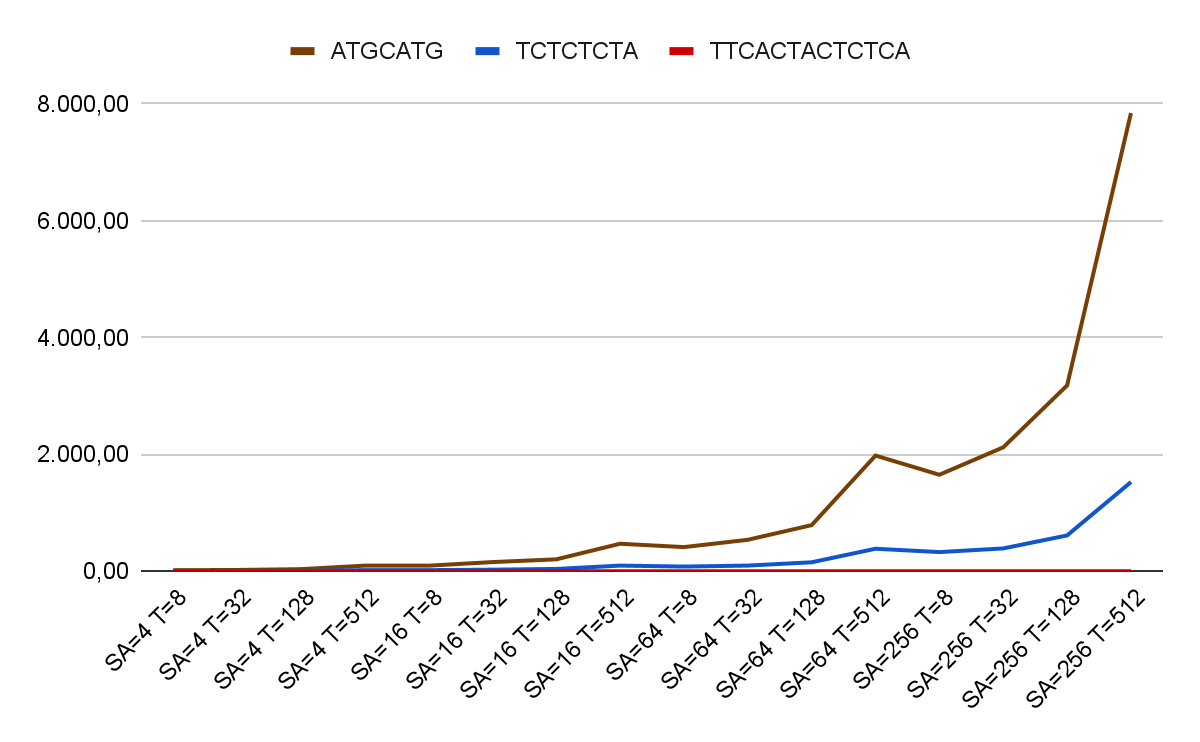 ATGCATG TCTCTCTA TTCACTACTCTCA
8.000,00
6.000,00
4.000,00
2.000,00
0,00
SA=4 T=8
SA=4 T=32
SA=4 T=128
SA=4 T=512
SA=16 T=8
SA=16 T=32
SA=16 T=128
SA=16 T=512
SA=64 T=8
SA=64 T=32
SA=64 T=128
SA=64 T=512
SA=256 T=8
SA=256 T=32
SA=256 T=128
SA=256 T=512